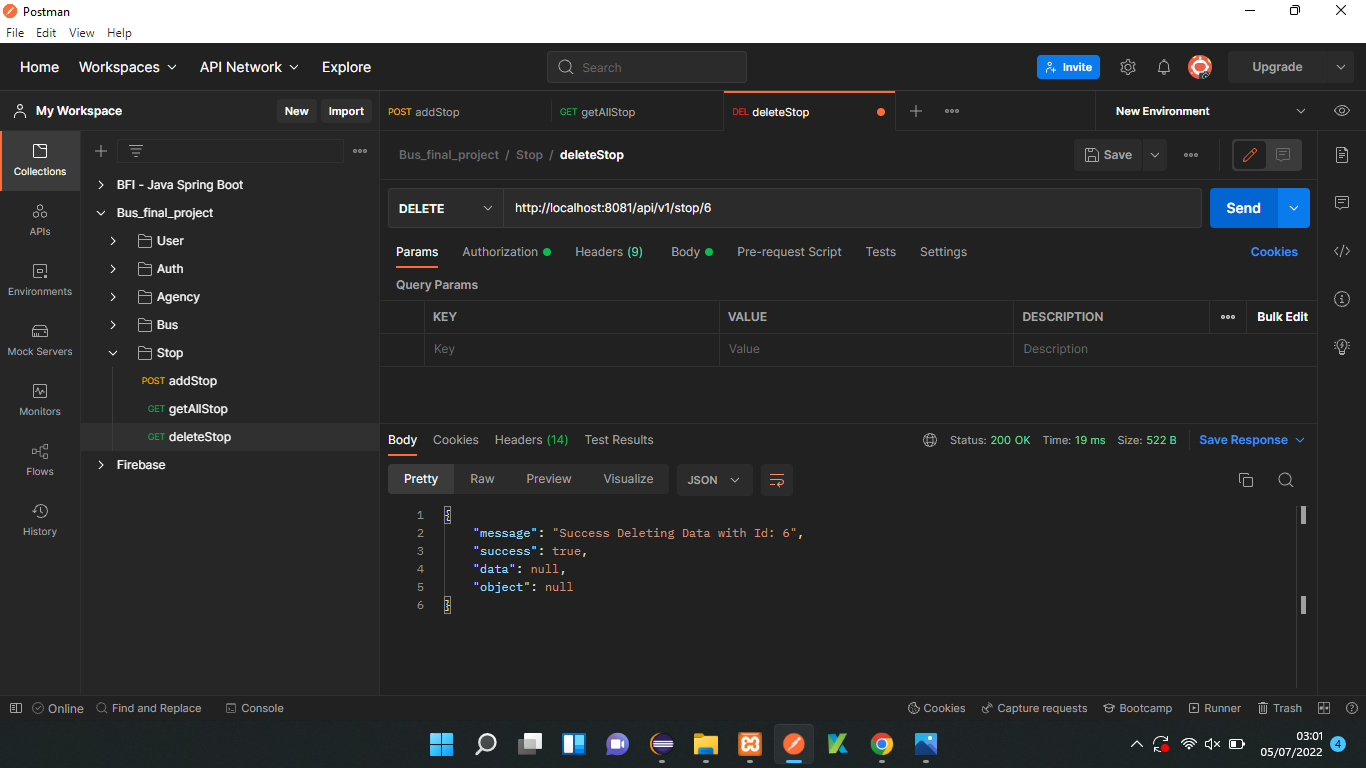 Postman
File Edit View Help
Home Workspaces API Network Explore Search Invite Upgrade
My Workspace New Import
POST addStop GET getAllStop DEL deleteStop New Environment
Collections
APIs
Environments
Mock Servers
Monitors
Flows
History
BFI - Java Spring Boot
Bus_final_project
User
Auth
Agency
Bus
Stop
POST addStop
GET getAllStop
GET deleteStop
Firebase
Bus_final_project / Stop / deleteStop Save
DELETE http://localhost:8081/api/v1/stop/6 Send
Params Authorization Headers (9) Body Pre-request Script Tests Settings Cookies
Query Params
KEY VALUE DESCRIPTION Bulk Edit
Key Value Description
Body Cookies Headers (14) Test Results Status: 200 OK Time: 19 ms Size: 522 B Save Response
Pretty Raw Preview Visualize JSON
1 {
2 "message": "Success Deleting Data with Id: 6",
3 "success": true,
4 "data": null,
5 "object": null
6 }
Online Find and Replace Console Cookies Capture requests Bootcamp Runner Trash
03:01
05/07/2022 4